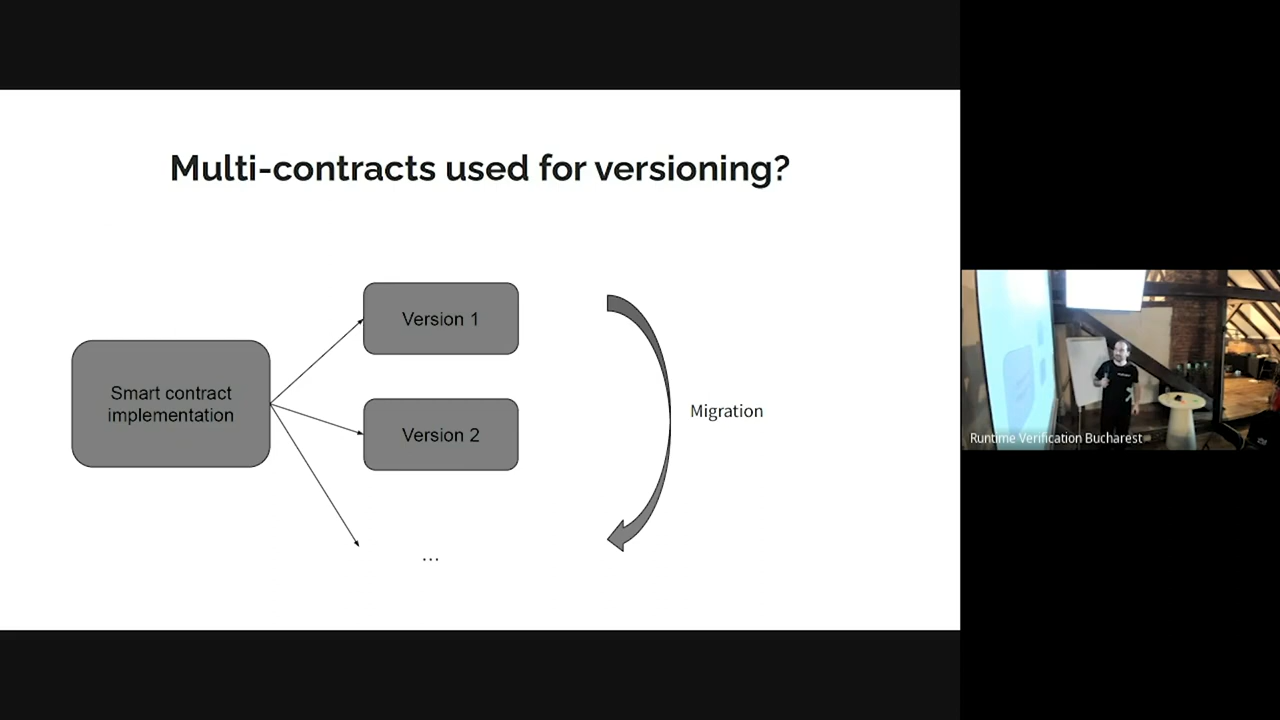 Multi-contracts used for versioning?
Smart contract
implementation
Version 1
Version 2
...
Migration
Runtime Verification Bucharest